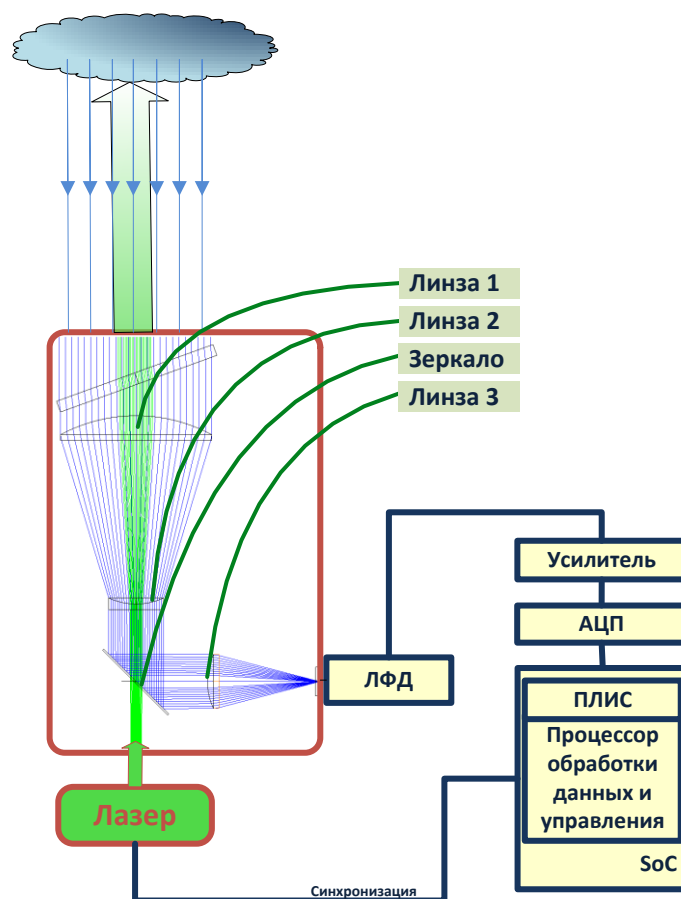 Линза 1
Линза 2
Зеркало
Линза 3
Усилитель
АЦП
ЛФД
ПЛИС
Процессор
обработки
данных и
управления
SoC
Лазер
Синхронизация